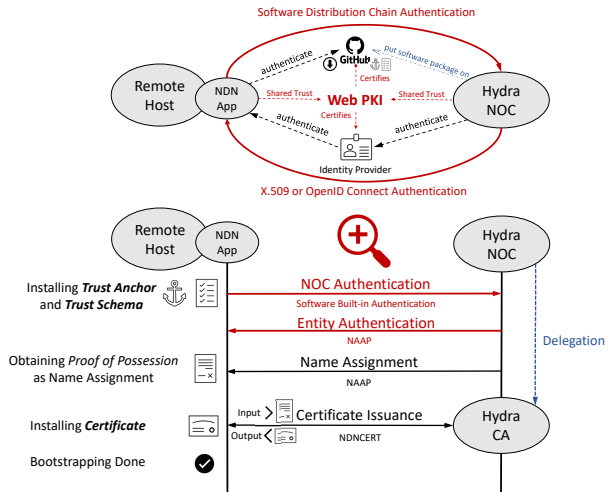 Software Distribution Chain Authentication
authenticate
GitHub
put software package on
Certifies
Remote
Host
NDN
App
Shared Trust
Web PKI
Shared Trust
Hydra
NOC
Certifies
authenticate
authenticate
Identity Provider
X.509 or OpenID Connect Authentication
Remote
Host
NDN
App
Hydra
NOC
Installing Trust Anchor
and Trust Schema
NOC Authentication
Software Built-in Authentication
Entity Authentication
NAAP
Delegation
Obtaining Proof of Possession
as Name Assignment
Name Assignment
NAAP
Installing Certificate
Input
Certificate Issuance
Output
NDNCERT
Hydra
CA
Bootstrapping Done